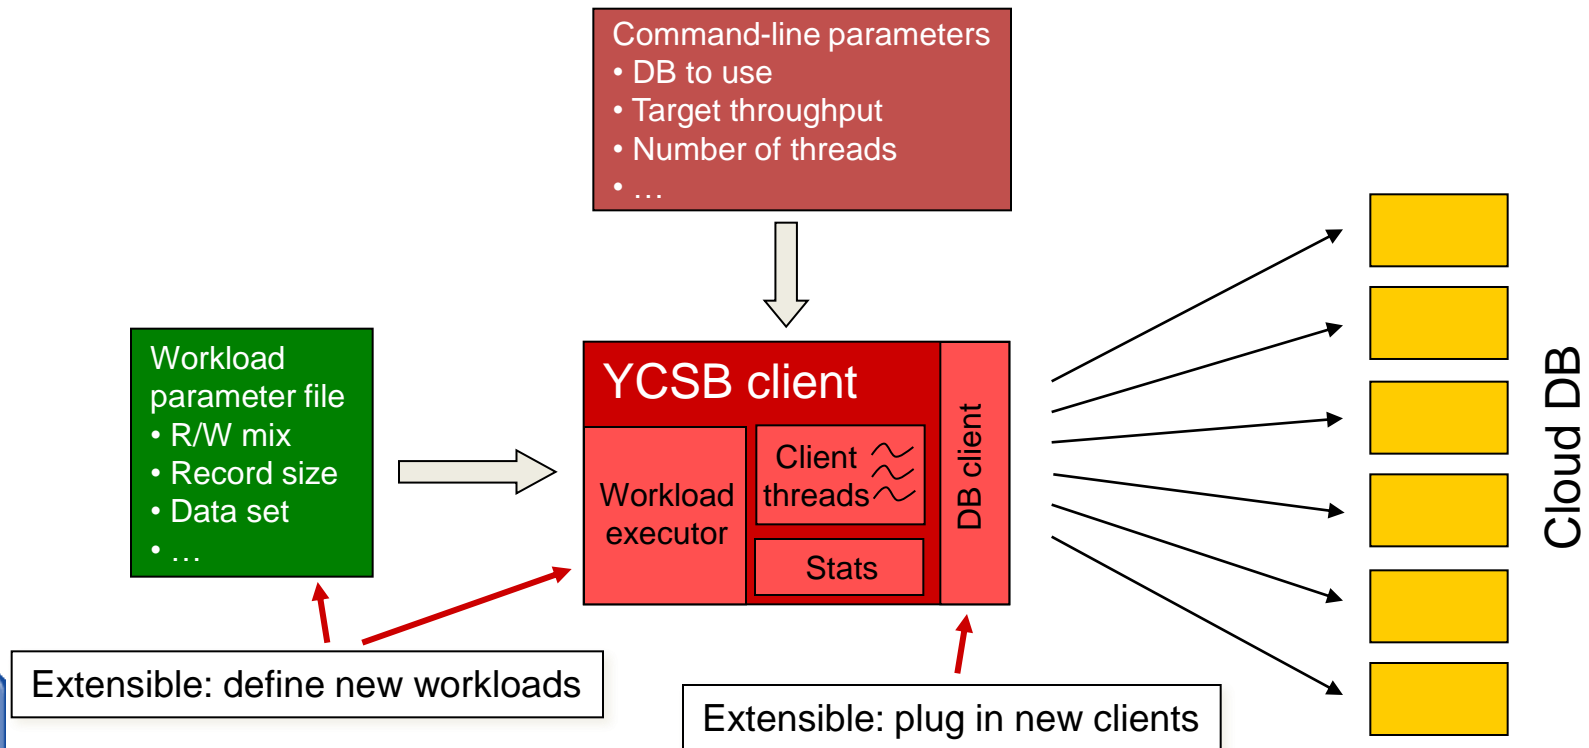 Command-line parameters
• DB to use
• Target throughput
• Number of threads
• …
Workload
parameter file
• R/W mix
• Record size
• Data set
• …
YCSB client
Workload
executor
Client
threads
Stats
DB client
Cloud DB
Extensible: define new workloads
Extensible: plug in new clients